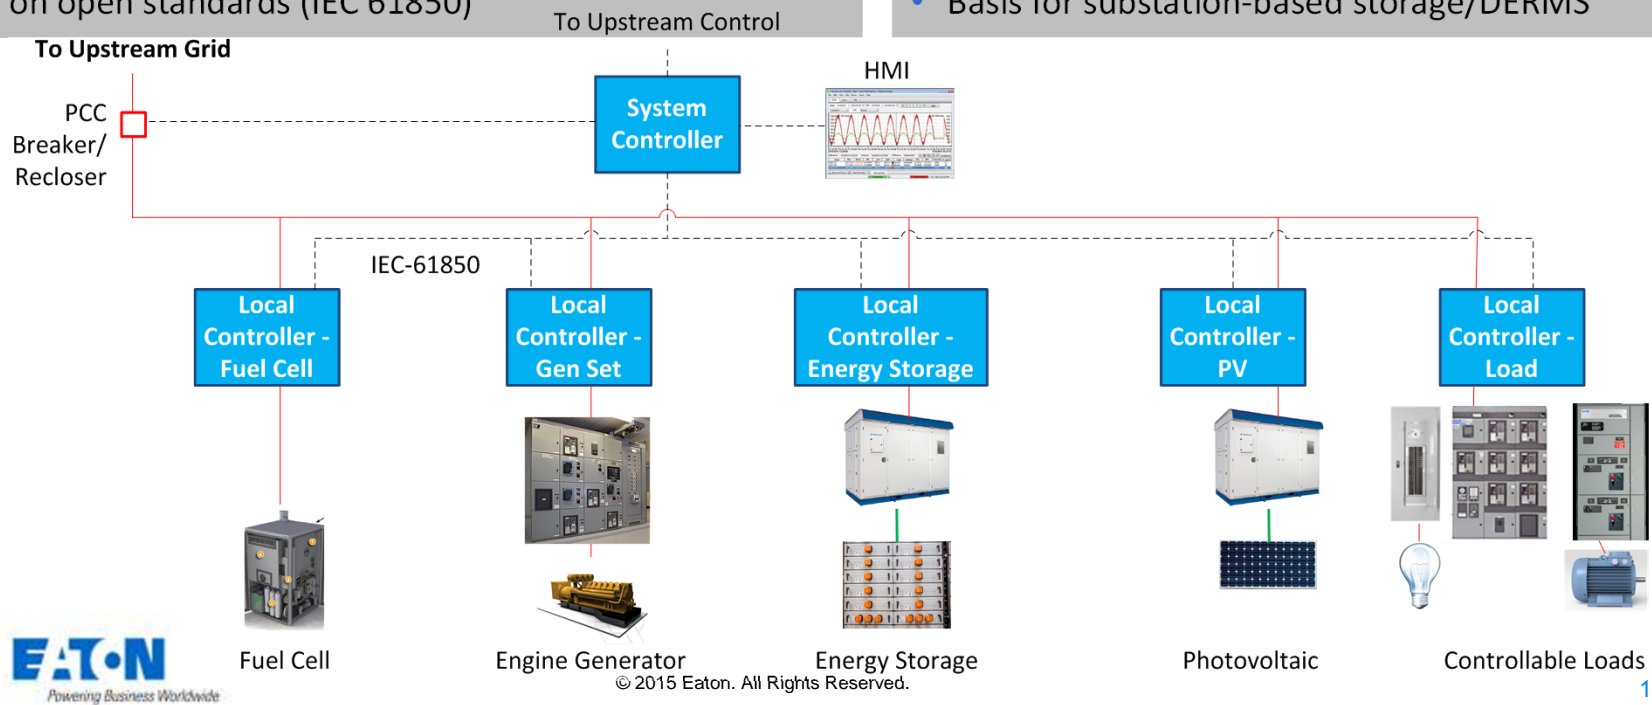 on open standards (IEC 61850)
Basis for substation-based storage/DERMS
To Upstream Control
To Upstream Grid
HMI
PCC
Breaker/
Recloser
System
Controller
IEC-61850
Local
Controller -
Fuel Cell
Local
Controller -
Gen Set
Local
Controller -
Energy Storage
Local
Controller -
PV
Local
Controller -
Load
Fuel Cell
Engine Generator
Energy Storage
Photovoltaic
Controllable Loads
EATON
Powering Business Worldwide
© 2015 Eaton. All Rights Reserved.
1